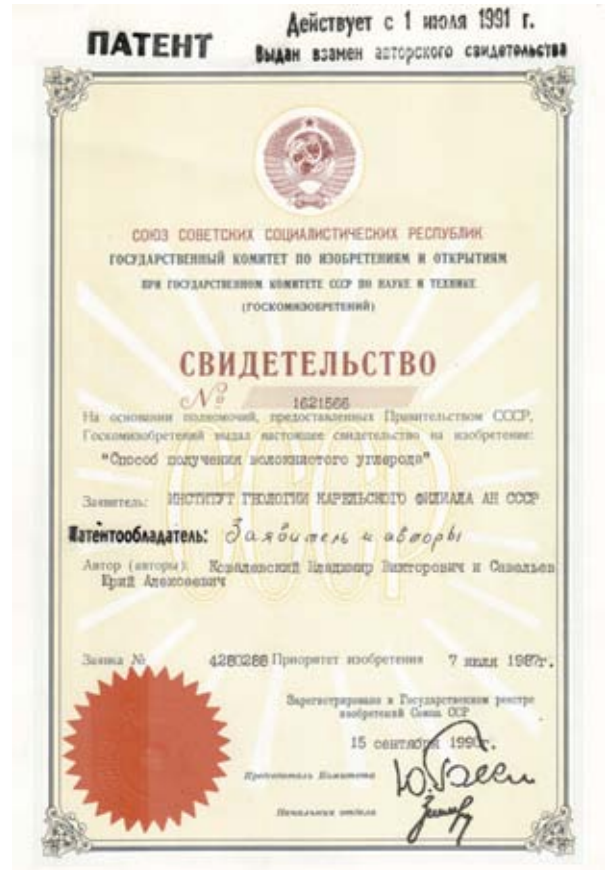 ПАТЕНТ
Действует с 1 июля 1991 г.
Выдан взамен авторского свидетельства
СОЮЗ СОВЕТСКИХ СОЦИАЛИСТИЧЕСКИХ РЕСПУБЛИК
ГОСУДАРСТВЕННЫЙ КОМИТЕТ ПО ИЗОБРЕТЕНИЯМ И ОТКРЫТИЯМ
ПРИ ГОСУДАРСТВЕННОМ КОМИТЕТЕ СССР ПО НАУКЕ И ТЕХНИКЕ
(ГОСКОМИЗОБРЕТЕНИЙ)
СВИДЕТЕЛЬСТВО
№ 1621566
На основании полномочий, предоставленных Правительством СССР,
Госкомизобретений выдал настоящее свидетельство на изобретение:
"Способ получения волокнистого углерода"
Заявитель: ИНСТИТУТ ГЕОЛОГИИ КАРЕЛЬСКОГО ФИЛИАЛА АН СССР
Патентообладатель: Заявитель и авторы
Автор (авторы): Ковалевский Владимир Викторович и Савельев
Юрий Алексеевич
СССР
Заявка № 4280288 Приоритет изобретения 7 июля 1987г.
Зарегистрировано в Государственном реестре
изобретений Союза ССР
15 сентября 1990г.
Председатель Комитета
Начальник отдела